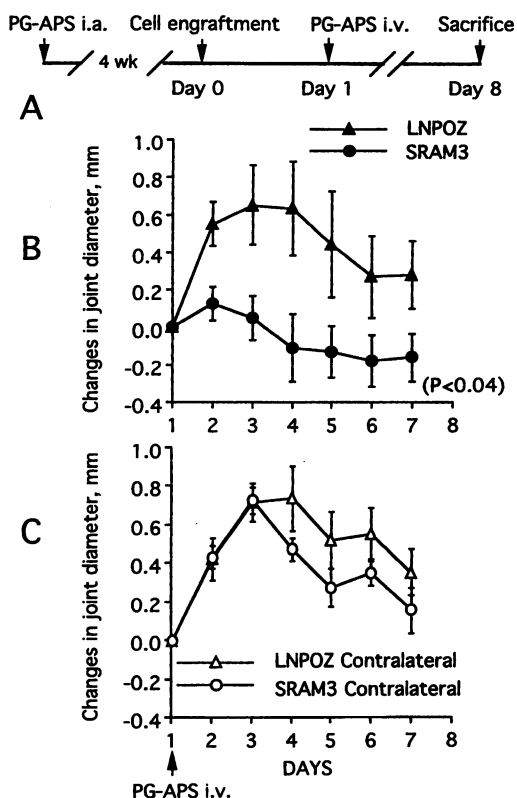 PG-APS i.a. Cell engraftment PG-APS i.v. Sacrifice
4 wk
Day 0 Day 1 Day 8
A
LNPOZ
SRAM3
B
Changes in joint diameter, mm
1.0
0.8
0.6
0.4
0.2
0.0
-0.2
-0.4
(P<0.04)
1 2 3 4 5 6 7 8
C
Changes in joint diameter, mm
1.0
0.8
0.6
0.4
0.2
0.0
-0.2
-0.4
LNPOZ Contralateral
SRAM3 Contralateral
1 2 3 4 5 6 7 8
DAYS
PG-APS i.v.